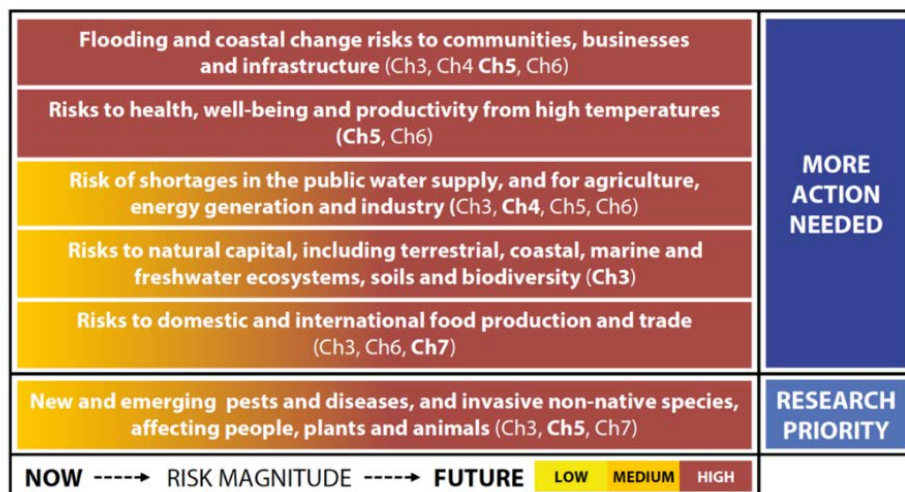 Flooding and coastal change risks to communities, businesses
and infrastructure (Ch3, Ch4 Ch5, Ch6)
Risks to health, well-being and productivity from high temperatures
(Ch5, Ch6)
Risk of shortages in the public water supply, and for agriculture,
energy generation and industry (Ch3, Ch4, Ch5, Ch6)
Risks to natural capital, including terrestrial, coastal, marine and
freshwater ecosystems, soils and biodiversity (Ch3)
Risks to domestic and international food production and trade
(Ch3, Ch6, Ch7)
MORE
ACTION
NEEDED
New and emerging pests and diseases, and invasive non-native species,
affecting people, plants and animals (Ch3, Ch5, Ch7)
RESEARCH
PRIORITY
NOW ----> RISK MAGNITUDE ----> FUTURE LOW MEDIUM HIGH